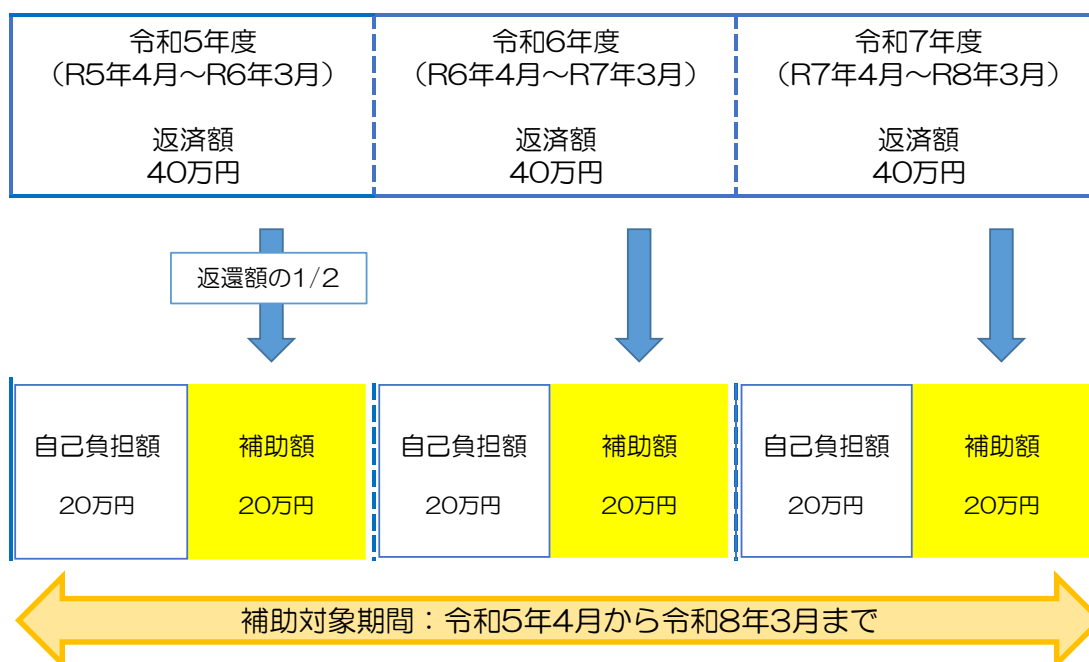 令和5年度
（R5年4月～R6年3月）
返済額
40万円
令和6年度
（R6年4月～R7年3月）
返済額
40万円
令和7年度
（R7年4月～R8年3月）
返済額
40万円
返還額の1/2
自己負担額
20万円
補助額
20万円
自己負担額
20万円
補助額
20万円
自己負担額
20万円
補助額
20万円
補助対象期間：令和5年4月から令和8年3月まで